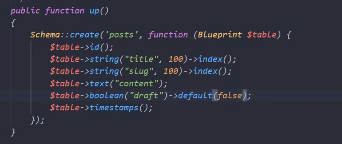 public function up()
{
Schema::create('posts', function (Blueprint $table) {
$table->id();
$table->string("title", 100)->index();
$table->string("slug", 100)->index();
$table->text("content");
$table->boolean("draft")->default(false);
$table->timestamps();
});
}